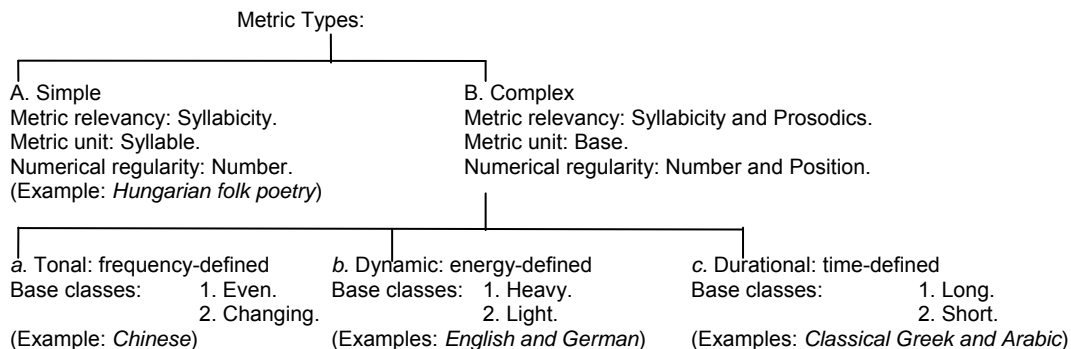 Metric Types:
A. Simple
Metric relevancy: Syllabicity.
Metric unit: Syllable.
Numerical regularity: Number.
(Example: Hungarian folk poetry)
B. Complex
Metric relevancy: Syllabicity and Prosodics.
Metric unit: Base.
Numerical regularity: Number and Position.
a. Tonal: frequency-defined
Base classes: 1. Even.
2. Changing.
(Example: Chinese)
b. Dynamic: energy-defined
Base classes: 1. Heavy.
2. Light.
(Examples: English and German)
c. Durational: time-defined
Base classes: 1. Long.
2. Short.
(Examples: Classical Greek and Arabic)